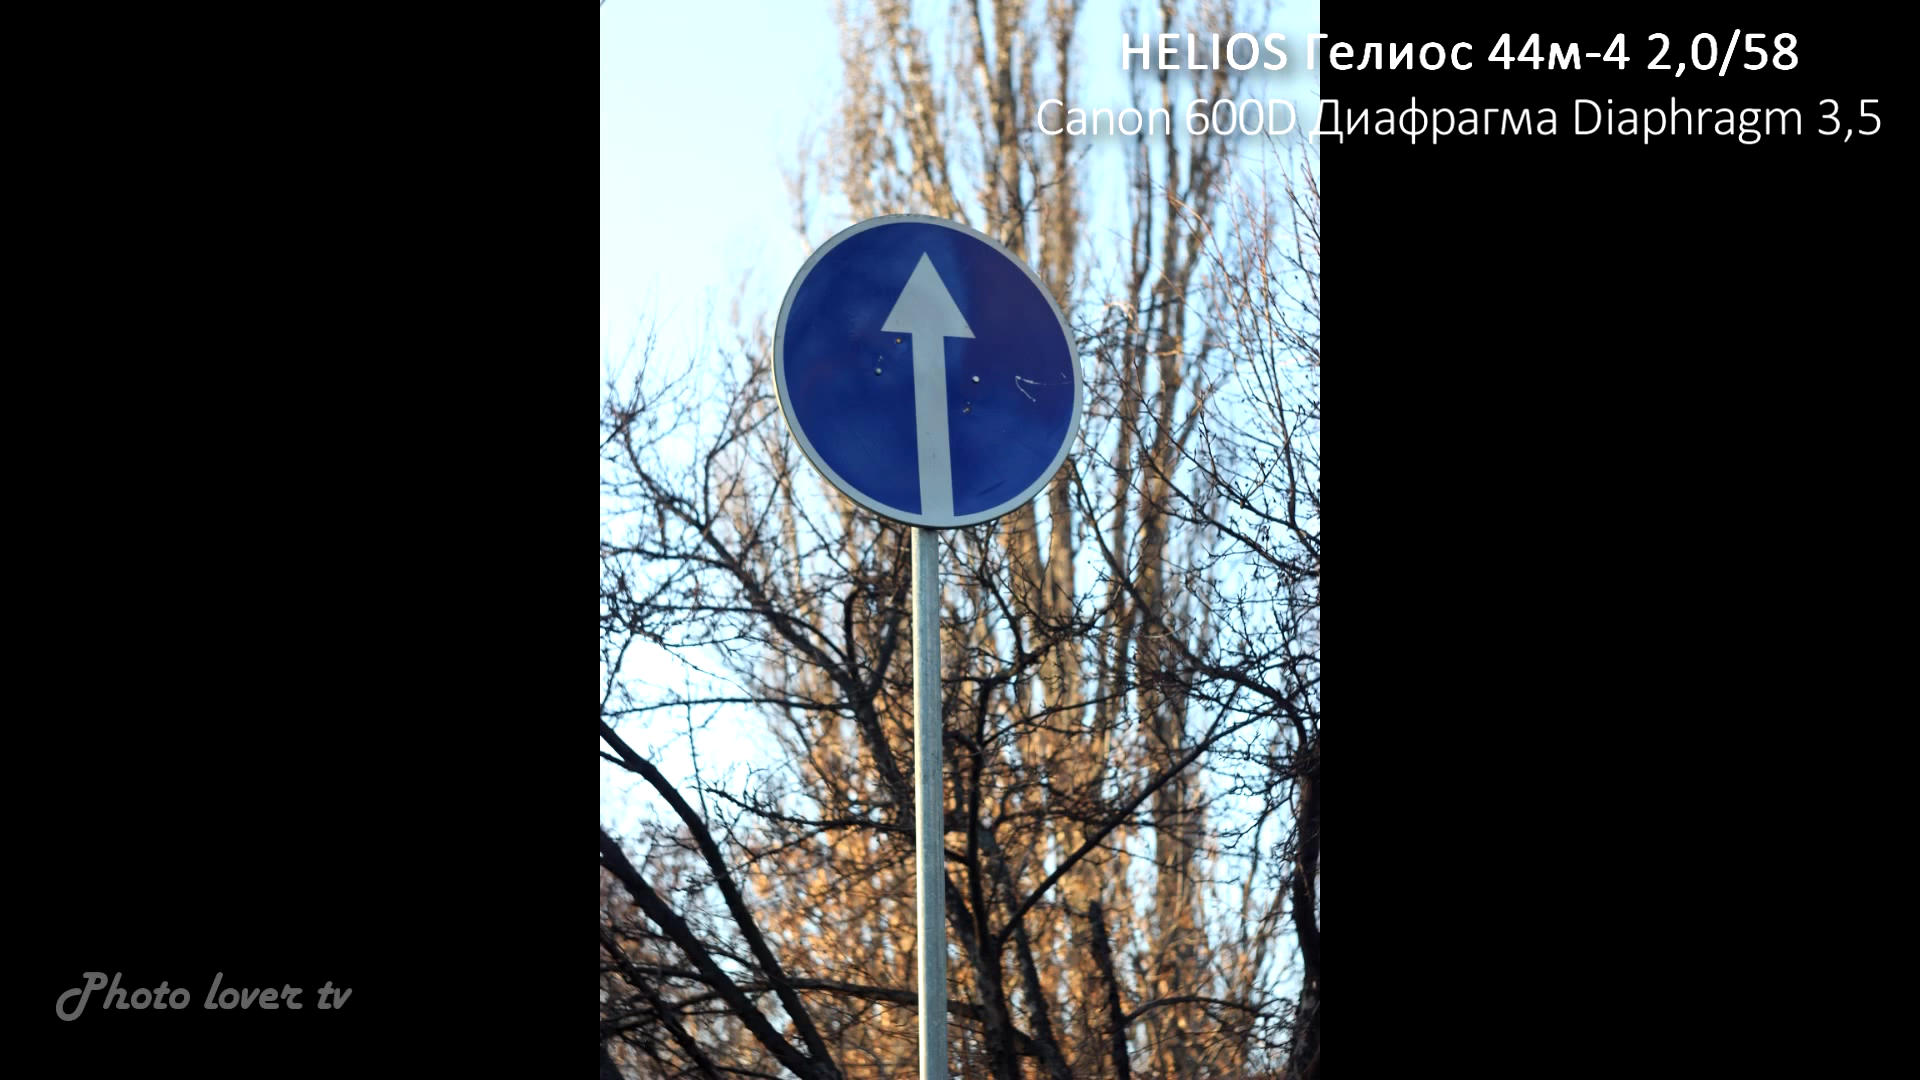 HELIOS Гелиос 44м-4 2,0/58
Canon 600D Диафрагма Diaphragm 3,5
Photo lover tv